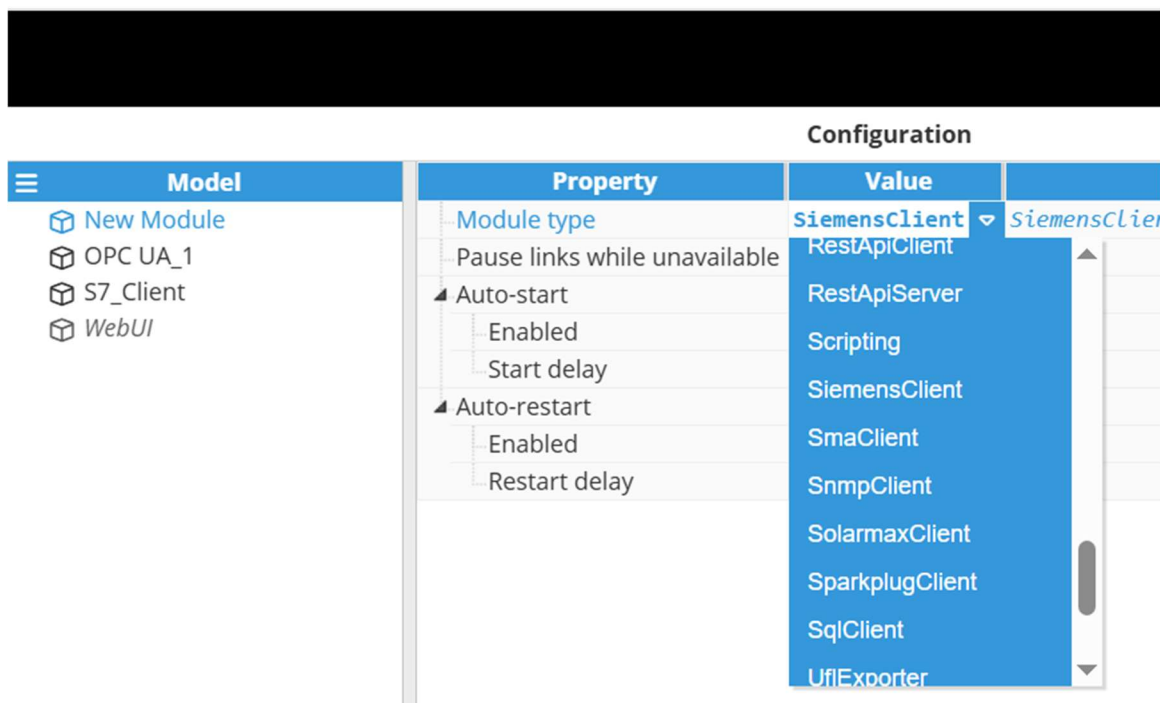 Configuration
Model
Property Value
New Module
Module type SiemensClient
OPC UA_1
Pause links while unavailable RestApiClient
S7_Client
Auto-start RestApiServer
WebUI
Enabled Scripting
Start delay SiemensClient
Auto-restart
Enabled SmaClient
Restart delay SnmpClient
SolarmaxClient
SparkplugClient
SqlClient
UflExporter